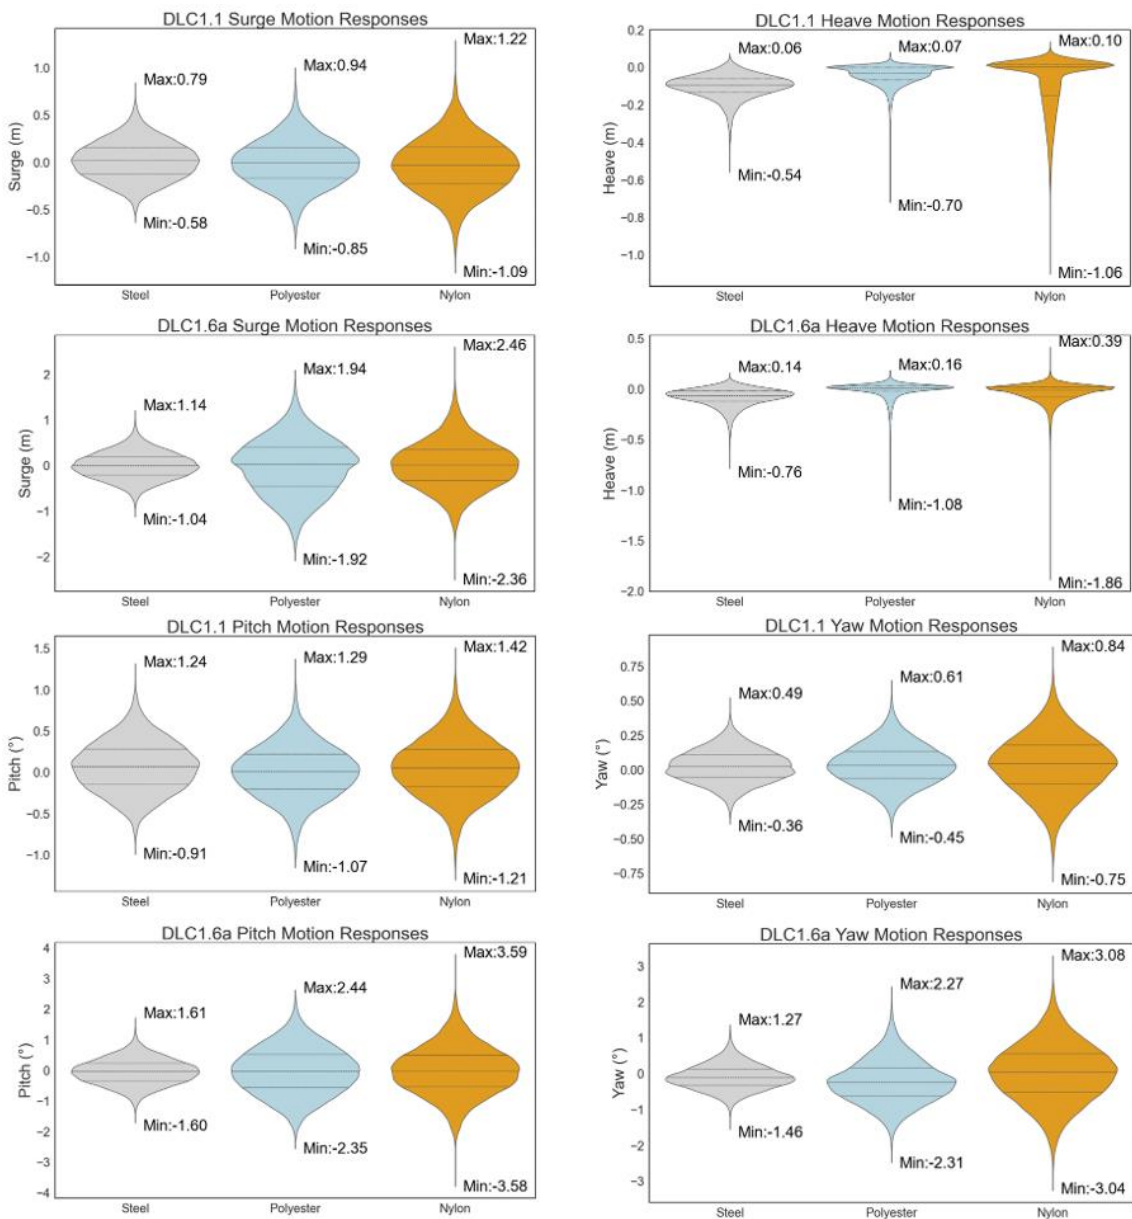 DLC1.1 Surge Motion Responses
Surge (m)
1.0
0.5
0.0
−0.5
−1.0
Max:0.79
Min:-0.58
Max:0.94
Min:-0.85
Max:1.22
Min:-1.09
Steel
Polyester
Nylon
DLC1.1 Heave Motion Responses
Heave (m)
0.2
0.0
−0.2
−0.4
−0.6
−0.8
−1.0
Max:0.06
Min:-0.54
Max:0.07
Min:-0.70
Max:0.10
Min:-1.06
Steel
Polyester
Nylon
DLC1.6a Surge Motion Responses
Surge (m)
2
1
0
−1
−2
Max:1.14
Min:-1.04
Max:1.94
Min:-1.92
Max:2.46
Min:-2.36
Steel
Polyester
Nylon
DLC1.6a Heave Motion Responses
Heave (m)
0.5
0.0
−0.5
−1.0
−1.5
−2.0
Max:0.14
Min:-0.76
Max:0.16
Min:-1.08
Max:0.39
Min:-1.86
Steel
Polyester
Nylon
DLC1.1 Pitch Motion Responses
Pitch (°)
1.5
1.0
0.5
0.0
−0.5
−1.0
Max:1.24
Min:-0.91
Max:1.29
Min:-1.07
Max:1.42
Min:-1.21
Steel
Polyester
Nylon
DLC1.1 Yaw Motion Responses
Yaw (°)
0.75
0.50
0.25
0.00
−0.25
−0.50
−0.75
Max:0.49
Min:-0.36
Max:0.61
Min:-0.45
Max:0.84
Min:-0.75
Steel
Polyester
Nylon
DLC1.6a Pitch Motion Responses
Pitch (°)
4
3
2
1
0
−1
−2
−3
−4
Max:1.61
Min:-1.60
Max:2.44
Min:-2.35
Max:3.59
Min:-3.58
Steel
Polyester
Nylon
DLC1.6a Yaw Motion Responses
Yaw (°)
3
2
1
0
−1
−2
−3
Max:1.27
Min:-1.46
Max:2.27
Min:-2.31
Max:3.08
Min:-3.04
Steel
Polyester
Nylon